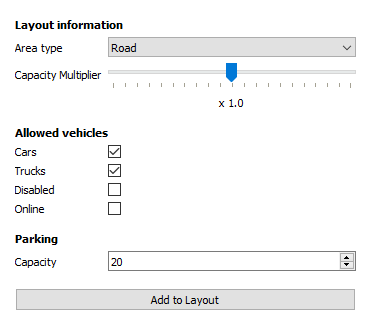 Layout information
Area type Road
Capacity Multiplier
x 1.0
Allowed vehicles
Cars
Trucks
Disabled
Online
Parking
Capacity 20
Add to Layout